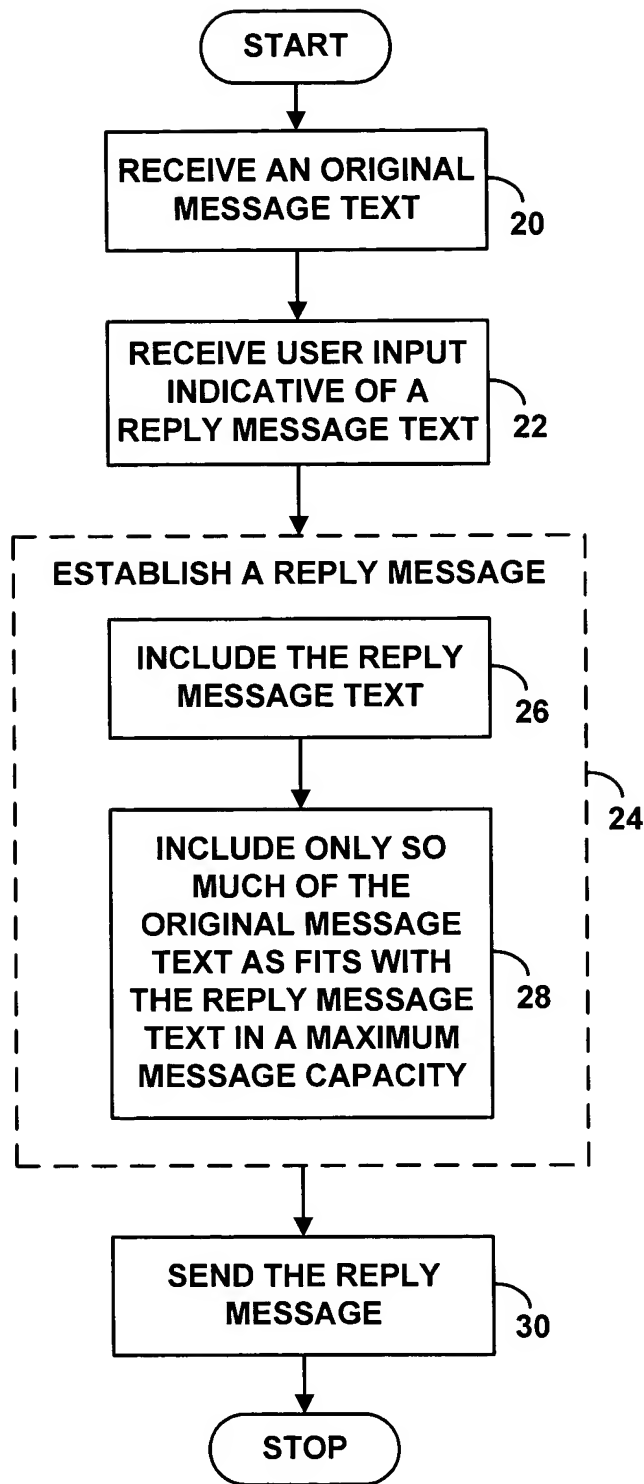 START
RECEIVE AN ORIGINAL
MESSAGE TEXT
20
RECEIVE USER INPUT
INDICATIVE OF A
REPLY MESSAGE TEXT
22
ESTABLISH A REPLY MESSAGE
INCLUDE THE REPLY
MESSAGE TEXT
26
24
INCLUDE ONLY SO
MUCH OF THE
ORIGINAL MESSAGE
TEXT AS FITS WITH
THE REPLY MESSAGE
TEXT IN A MAXIMUM
MESSAGE CAPACITY
28
SEND THE REPLY
MESSAGE
30
STOP